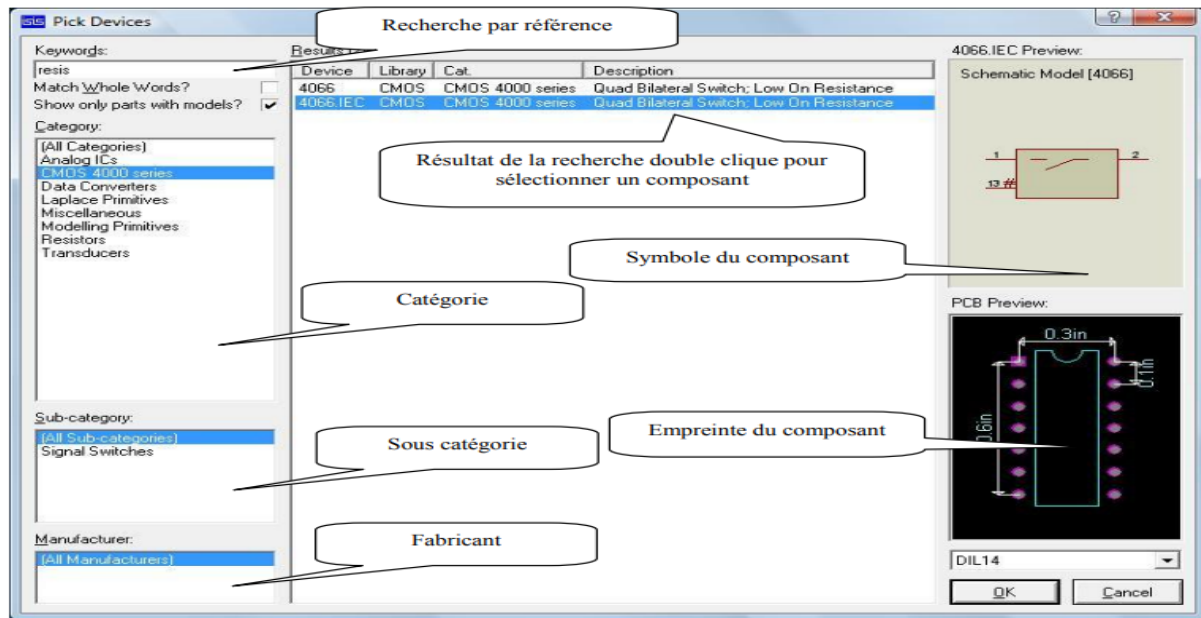 ISIS Pick Devices
Recherche par référence
Keywords:
resis
Match Whole Words?
Show only parts with models?
Category:
(All Categories)
Analog ICs
CMOS 4000 series
Data Converters
Laplace Primitives
Miscellaneous
Modelling Primitives
Resistors
Transducers
Catégorie
Sub-category:
(All Sub-categories)
Signal Switches
Sous catégorie
Manufacturer:
(All Manufacturers)
Fabricant
Results
Device Library Cat. Description
4066 CMOS CMOS 4000 series Quad Bilateral Switch; Low On Resistance
4066.IEC CMOS CMOS 4000 series Quad Bilateral Switch; Low On Resistance
Résultat de la recherche double clique pour
sélectionner un composant
Symbole du composant
Empreinte du composant
4066.IEC Preview:
Schematic Model [4066]
1 2
13 #
PCB Preview:
0.3in
0.1in
0.6in
DIL14
OK Cancel